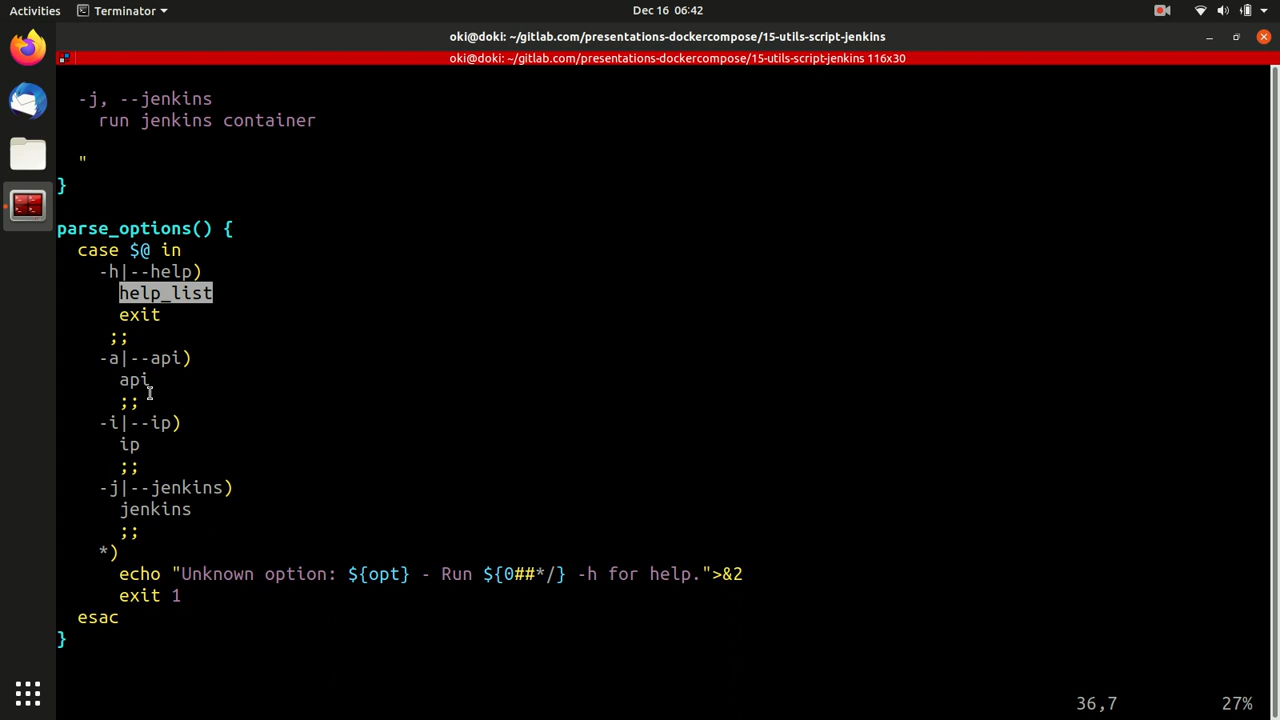 Activities Terminator Dec 16 06:42
oki@doki: ~/gitlab.com/presentations-dockercompose/15-utils-script-jenkins
oki@doki: ~/gitlab.com/presentations-dockercompose/15-utils-script-jenkins 116x30
-j, --jenkins
run jenkins container
"
}
parse_options() {
case $@ in
-h|--help)
help_list
exit
;;
-a|--api)
api
;;
-i|--ip)
ip
;;
-j|--jenkins)
jenkins
;;
*)
echo "Unknown option: ${opt} - Run ${0##*/} -h for help.">&2
exit 1
esac
}
36,7 27%